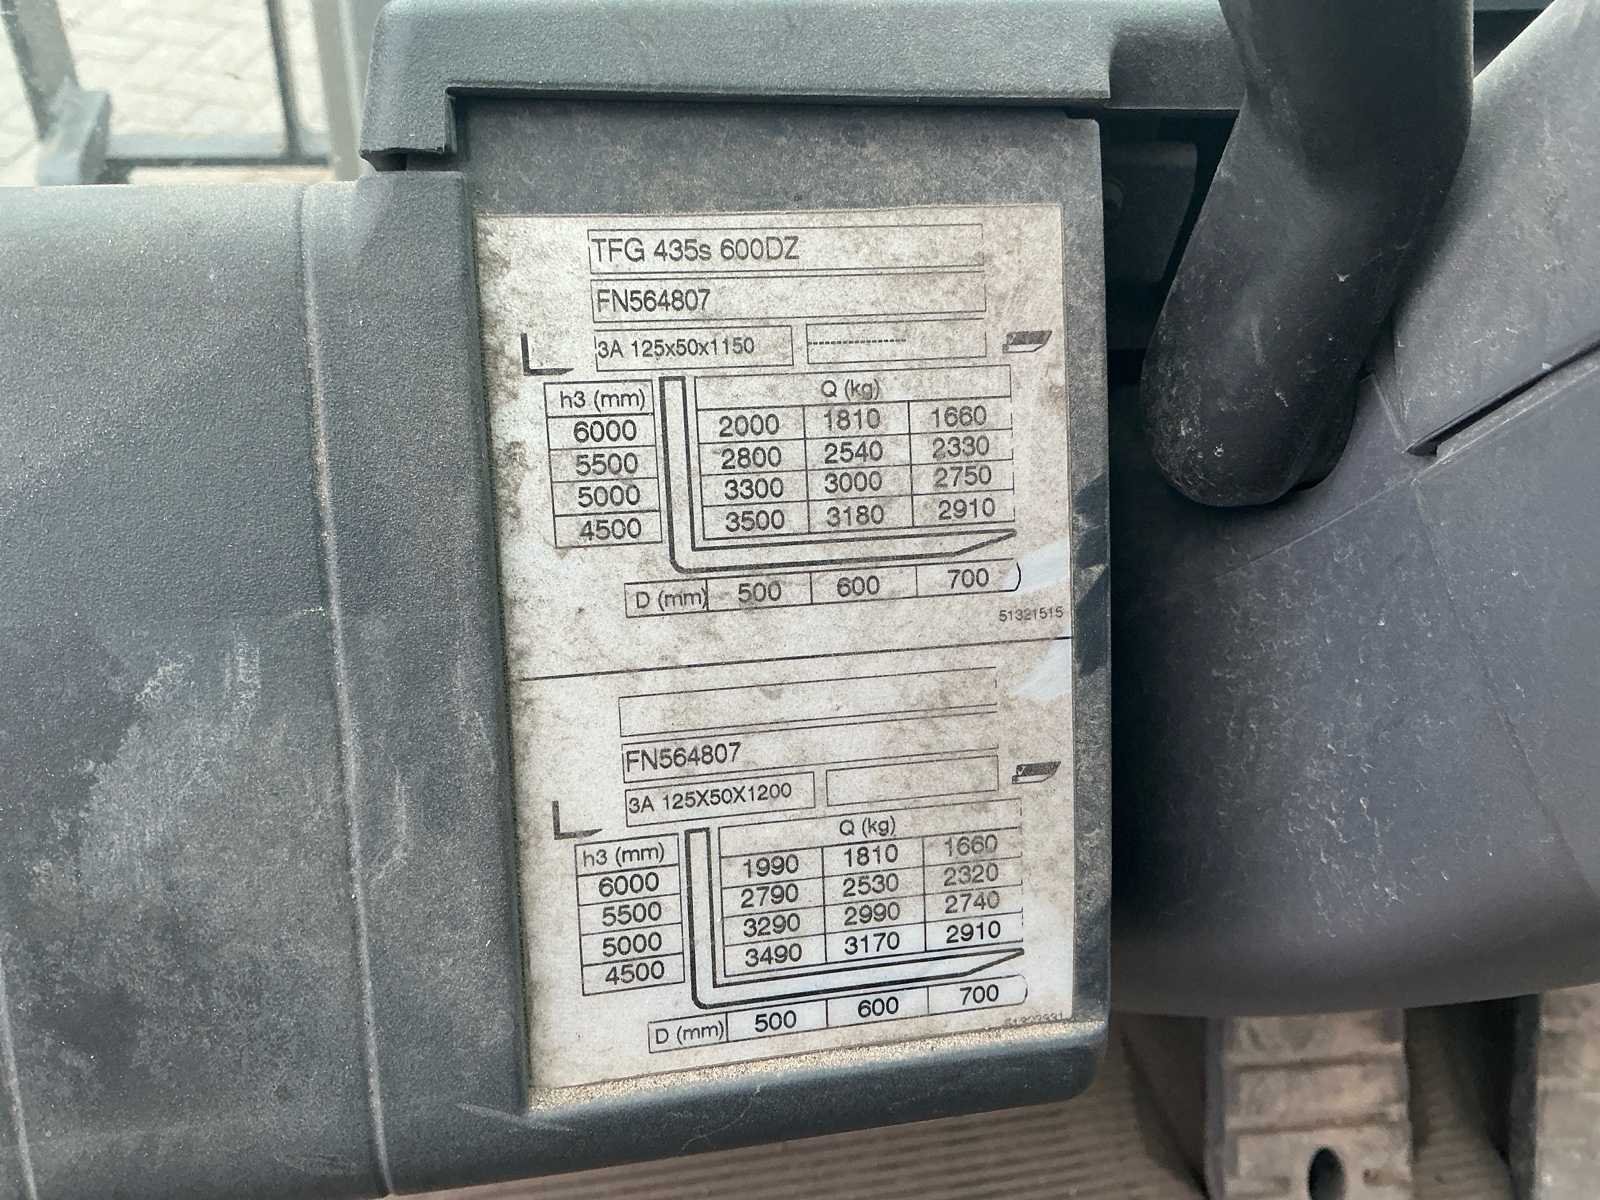 TFG 435s 600DZ
FN564807
3A 125x50x1150 ---------------
h3 (mm) Q (kg)
6000 2000 1810 1660
5500 2800 2540 2330
5000 3300 3000 2750
4500 3500 3180 2910
D (mm) 500 600 700
51321515
FN564807
3A 125X50X1200
h3 (mm) Q (kg)
6000 1990 1810 1660
5500 2790 2530 2320
5000 3290 2990 2740
4500 3490 3170 2910
D (mm) 500 600 700